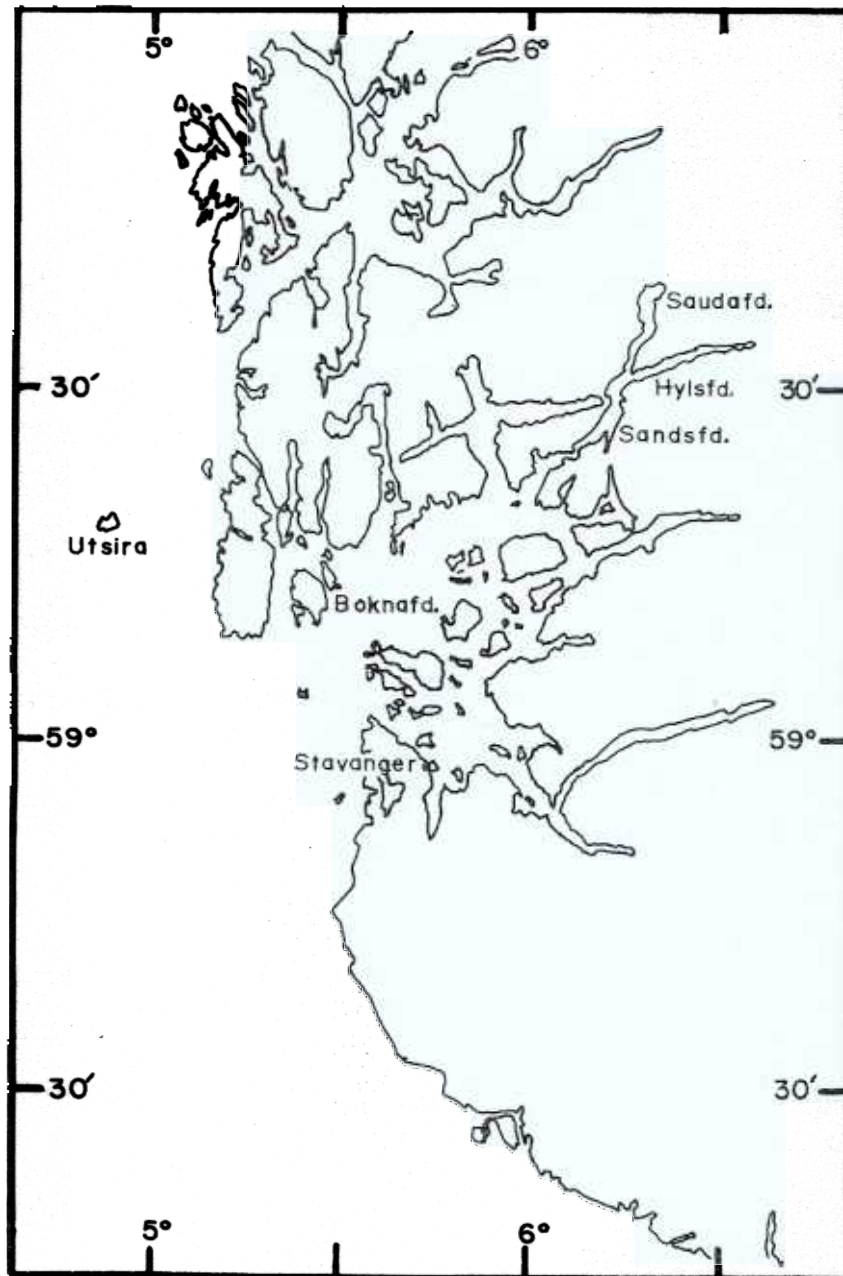 5° 6°
Saudafd.
30′ Hylsfd. 30′
Sandsfd.
Utsira
Boknafd.
59° 59°
Stavanger
30′ 30′
5° 6°